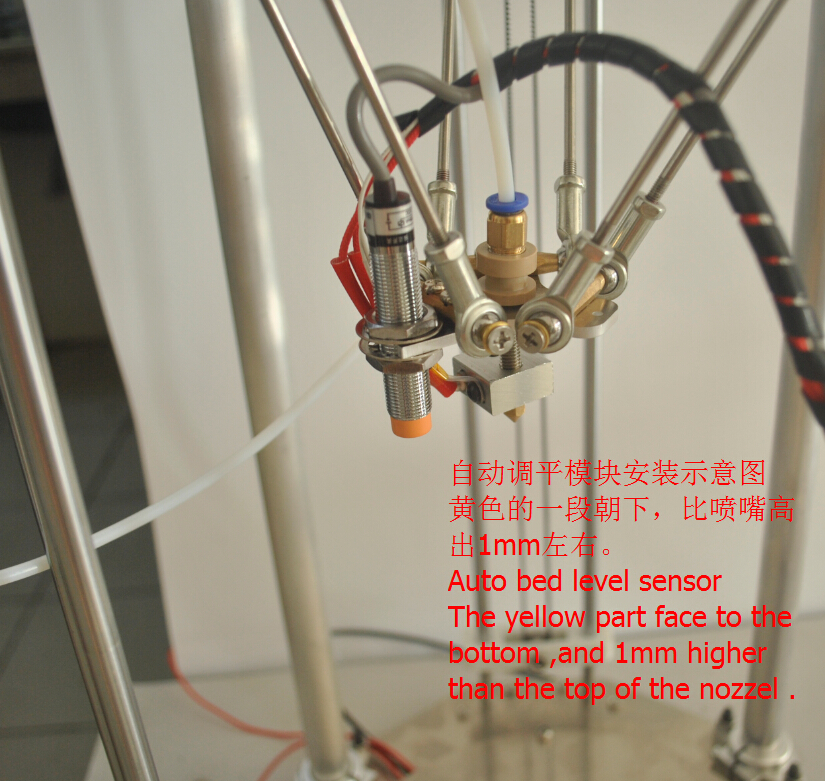 自动调平模块安装示意图
黄色的一段朝下，比喷嘴高
出1mm左右。
Auto bed level sensor
The yellow part face to the
bottom ,and 1mm higher
than the top of the nozzel .